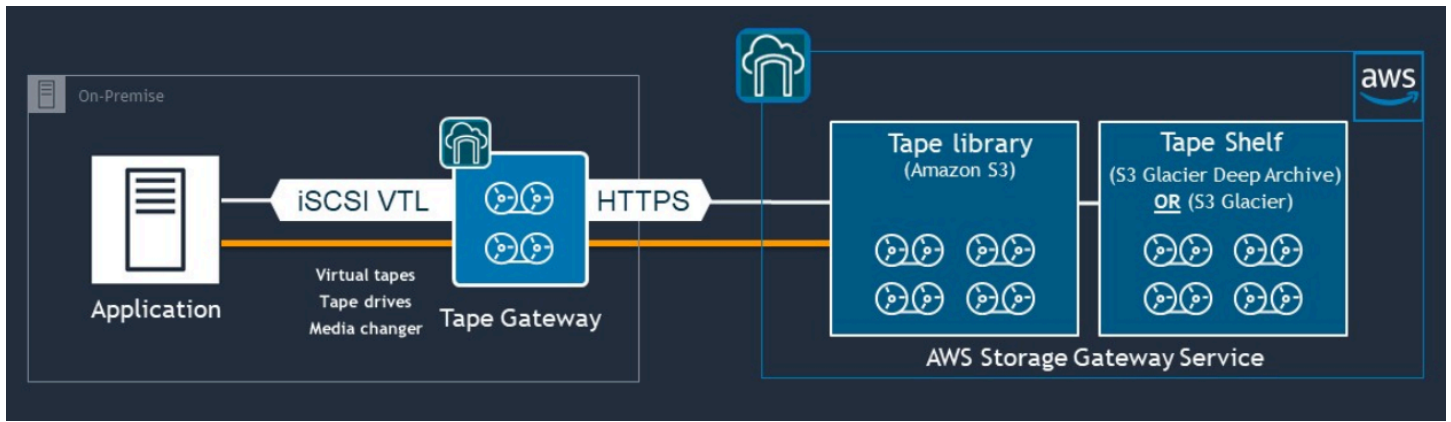 On-Premise
aws
iSCSI VTL
HTTPS
Application
Virtual tapes
Tape drives
Media changer
Tape Gateway
Tape library
(Amazon S3)
Tape Shelf
(S3 Glacier Deep Archive)
OR (S3 Glacier)
AWS Storage Gateway Service